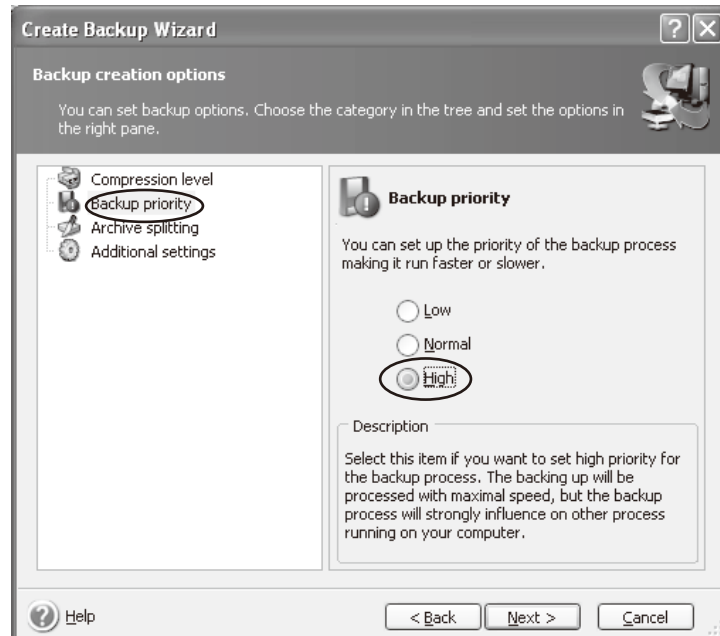 Create Backup Wizard
Backup creation options
You can set backup options. Choose the category in the tree and set the options in
the right pane.
Compression level
Backup priority
Archive splitting
Additional settings
Backup priority
You can set up the priority of the backup process
making it run faster or slower.
Low
Normal
High
Description
Select this item if you want to set high priority for
the backup process. The backing up will be
processed with maximal speed, but the backup
process will strongly influence on other process
running on your computer.
Help
< Back
Next >
Cancel